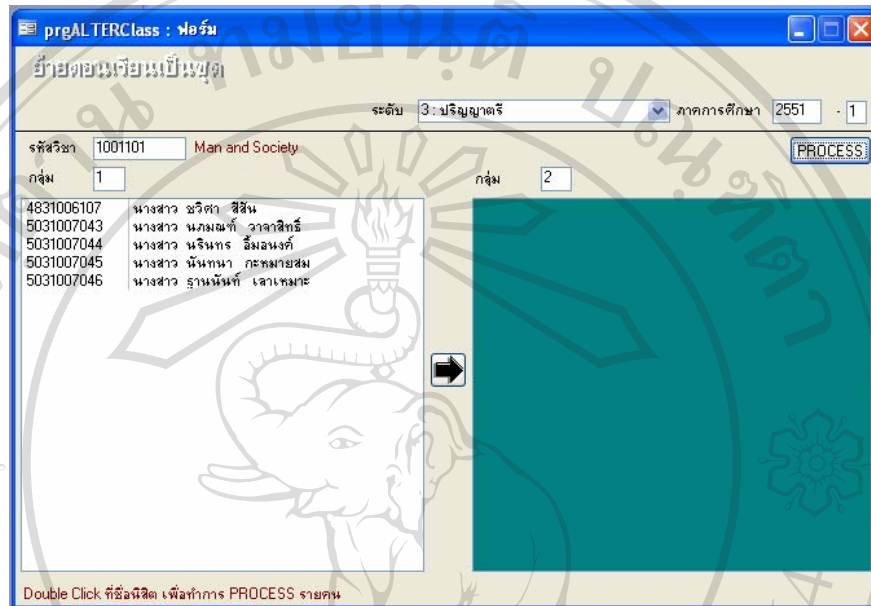 prgALTERClass : ฟอร์ม
ย้ายตอนเรียนเป็นชุด
ระดับ 3 : ปริญญาตรี ภาคการศึกษา 2551 - 1
รหัสวิชา 1001101 Man and Society PROCESS
กลุ่ม 1 กลุ่ม 2
4831006107 นางสาว ชวิศา สีสัน
5031007043 นางสาว นภมณฑ์ วาจาสิทธิ์
5031007044 นางสาว นรินทร อิ้มอนงค์
5031007045 นางสาว นันทนา กะหมายสม
5031007046 นางสาว ฐานนันท์ เลาเหมาะ
Double Click ที่ชื่อนิสิต เพื่อทำการ PROCESS รายคน